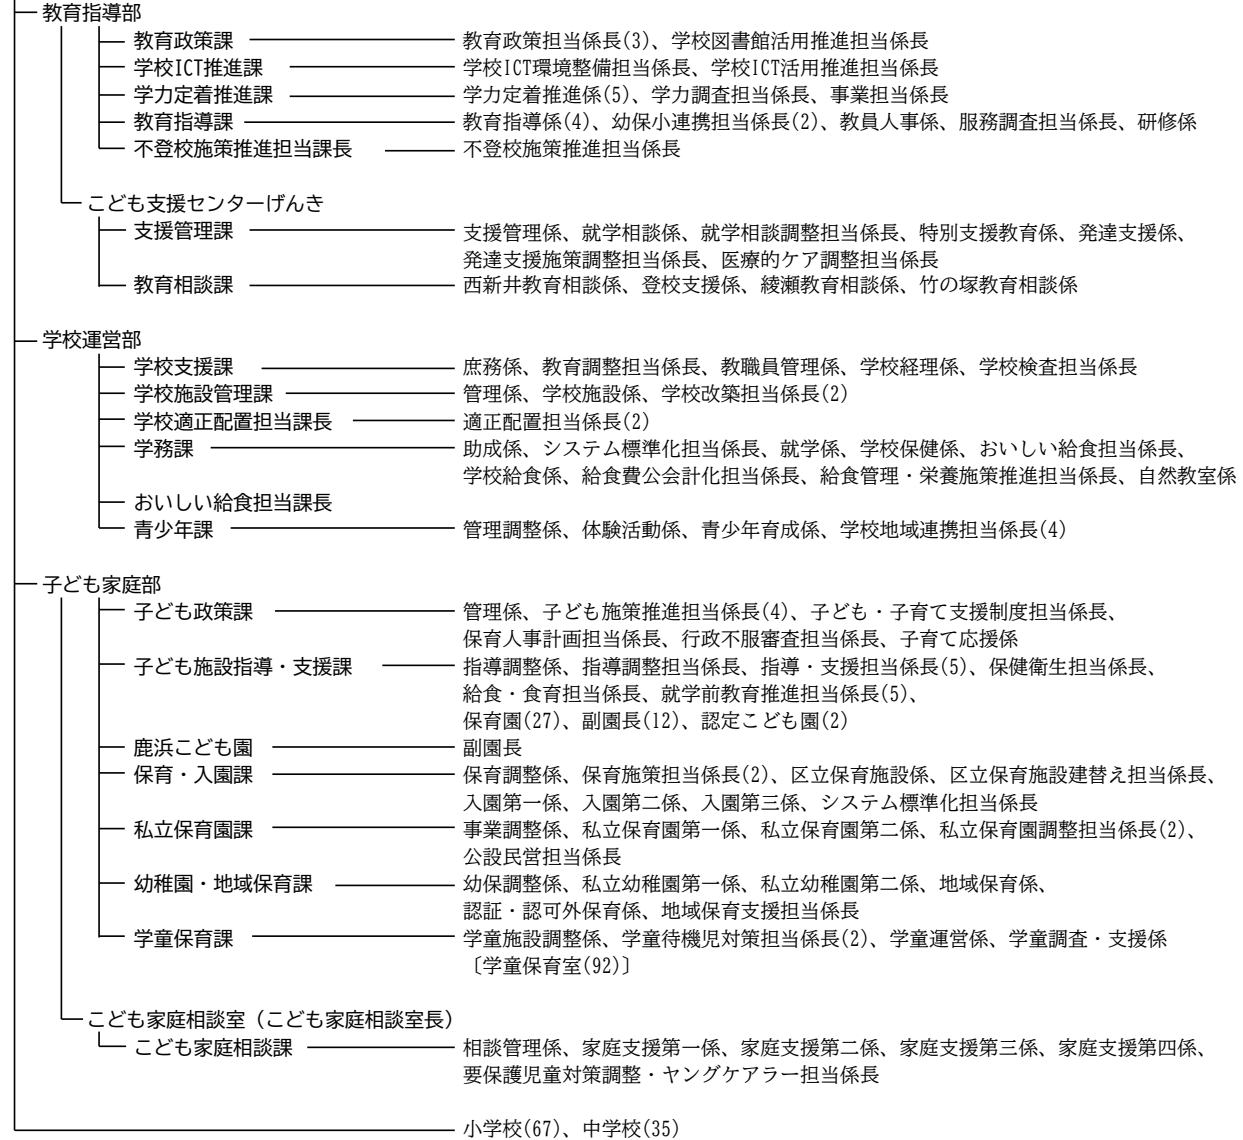 教育指導部
教育政策課 教育政策担当係長(3)、学校図書館活用推進担当係長
学校ICT推進課 学校ICT環境整備担当係長、学校ICT活用推進担当係長
学力定着推進課 学力定着推進係(5)、学力調査担当係長、事業担当係長
教育指導課 教育指導係(4)、幼保小連携担当係長(2)、教員人事係、服務調査担当係長、研修係
不登校施策推進担当課長 不登校施策推進担当係長
こども支援センターげんき
支援管理課 支援管理係、就学相談係、就学相談調整担当係長、特別支援教育係、発達支援係、
発達支援施策調整担当係長、医療的ケア調整担当係長
教育相談課 西新井教育相談係、登校支援係、綾瀬教育相談係、竹の塚教育相談係
学校運営部
学校支援課 庶務係、教育調整担当係長、教職員管理係、学校経理係、学校検査担当係長
学校施設管理課 管理係、学校施設係、学校改築担当係長(2)
学校適正配置担当課長 適正配置担当係長(2)
学務課 助成係、システム標準化担当係長、就学係、学校保健係、おいしい給食担当係長、
学校給食係、給食費公会計化担当係長、給食管理・栄養施策推進担当係長、自然教室係
おいしい給食担当課長
青少年課 管理調整係、体験活動係、青少年育成係、学校地域連携担当係長(4)
子ども家庭部
子ども政策課 管理係、子ども施策推進担当係長(4)、子ども・子育て支援制度担当係長、
保育人事計画担当係長、行政不服審査担当係長、子育て応援係
子ども施設指導・支援課 指導調整係、指導調整担当係長、指導・支援担当係長(5)、保健衛生担当係長、
給食・食育担当係長、就学前教育推進担当係長(5)、
保育園(27)、副園長(12)、認定こども園(2)
鹿浜こども園 副園長
保育・入園課 保育調整係、保育施策担当係長(2)、区立保育施設係、区立保育施設建替え担当係長、
入園第一係、入園第二係、入園第三係、システム標準化担当係長
私立保育園課 事業調整係、私立保育園第一係、私立保育園第二係、私立保育園調整担当係長(2)、
公設民営担当係長
幼稚園・地域保育課 幼保調整係、私立幼稚園第一係、私立幼稚園第二係、地域保育係、
認証・認可外保育係、地域保育支援担当係長
学童保育課 学童施設調整係、学童待機児対策担当係長(2)、学童運営係、学童調査・支援係
〔学童保育室(92)〕
こども家庭相談室（こども家庭相談室長）
こども家庭相談課 相談管理係、家庭支援第一係、家庭支援第二係、家庭支援第三係、家庭支援第四係、
要保護児童対策調整・ヤングケアラー担当係長
小学校(67)、中学校(35)